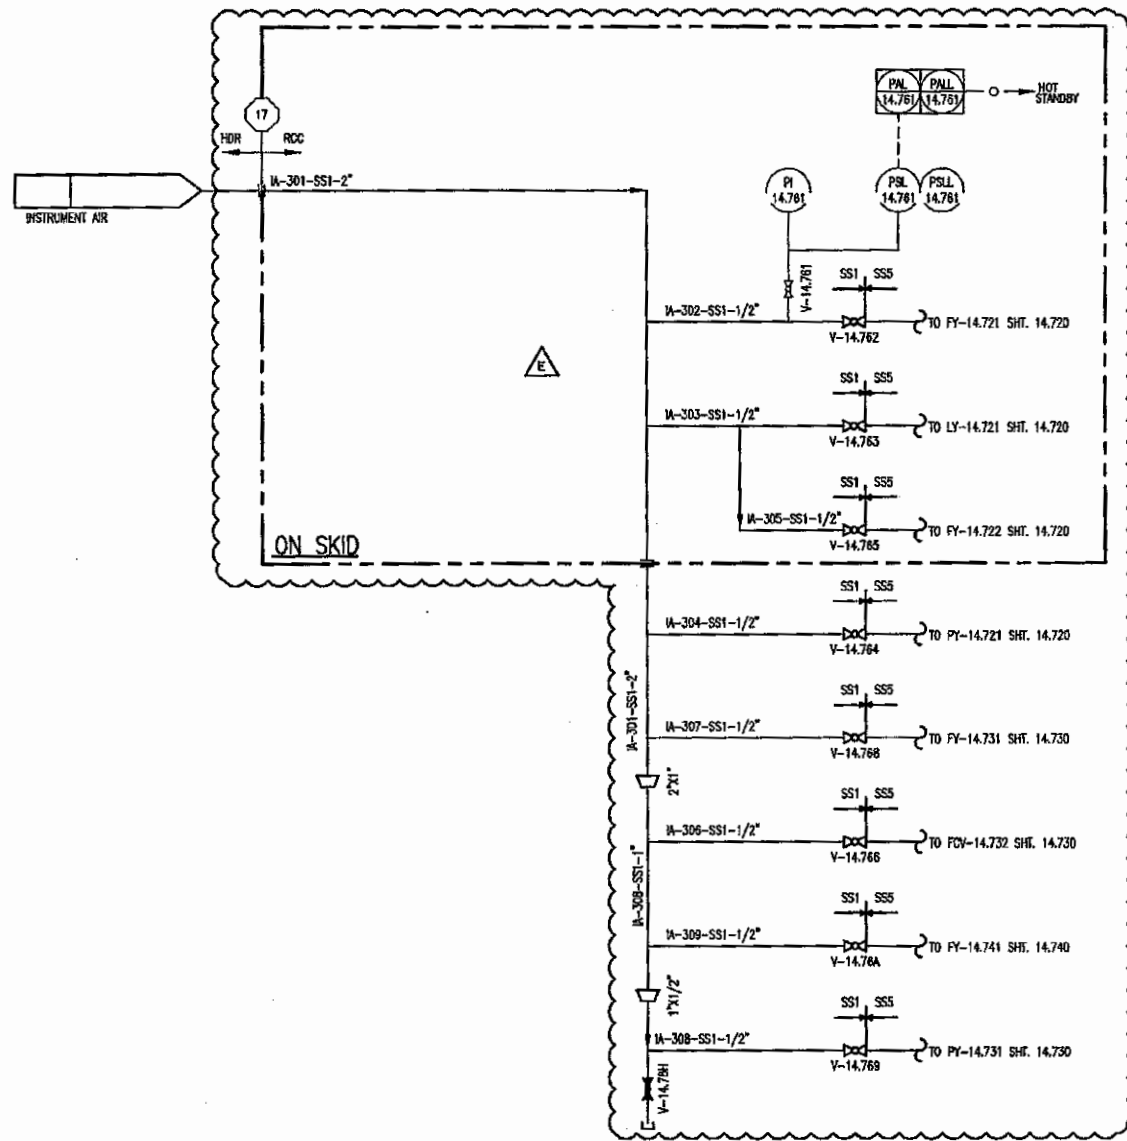 PAL
14.761
PALL
14.761
HOT
STANDBY
17
HDR
RCC
IA-301-SS1-2"
INSTRUMENT AIR
PI
14.761
PSL
14.761
PSLL
14.761
V-14.761
SS1
SS5
IA-302-SS1-1/2"
V-14.762
TO FY-14.721 SHT. 14.720
E
SS1
SS5
IA-303-SS1-1/2"
V-14.763
TO LY-14.721 SHT. 14.720
SS1
SS5
IA-305-SS1-1/2"
V-14.765
TO FY-14.722 SHT. 14.720
ON SKID
SS1
SS5
IA-304-SS1-1/2"
V-14.764
TO PY-14.721 SHT. 14.720
IA-301-SS1-2"
SS1
SS5
IA-307-SS1-1/2"
V-14.768
TO FY-14.731 SHT. 14.730
2"X1"
SS1
SS5
IA-306-SS1-1/2"
V-14.766
TO FCV-14.732 SHT. 14.730
IA-308-SS1-1"
SS1
SS5
IA-309-SS1-1/2"
V-14.76A
TO FY-14.741 SHT. 14.740
1"X1/2"
SS1
SS5
IA-308-SS1-1/2"
V-14.769
TO PY-14.731 SHT. 14.730
V-14.76H